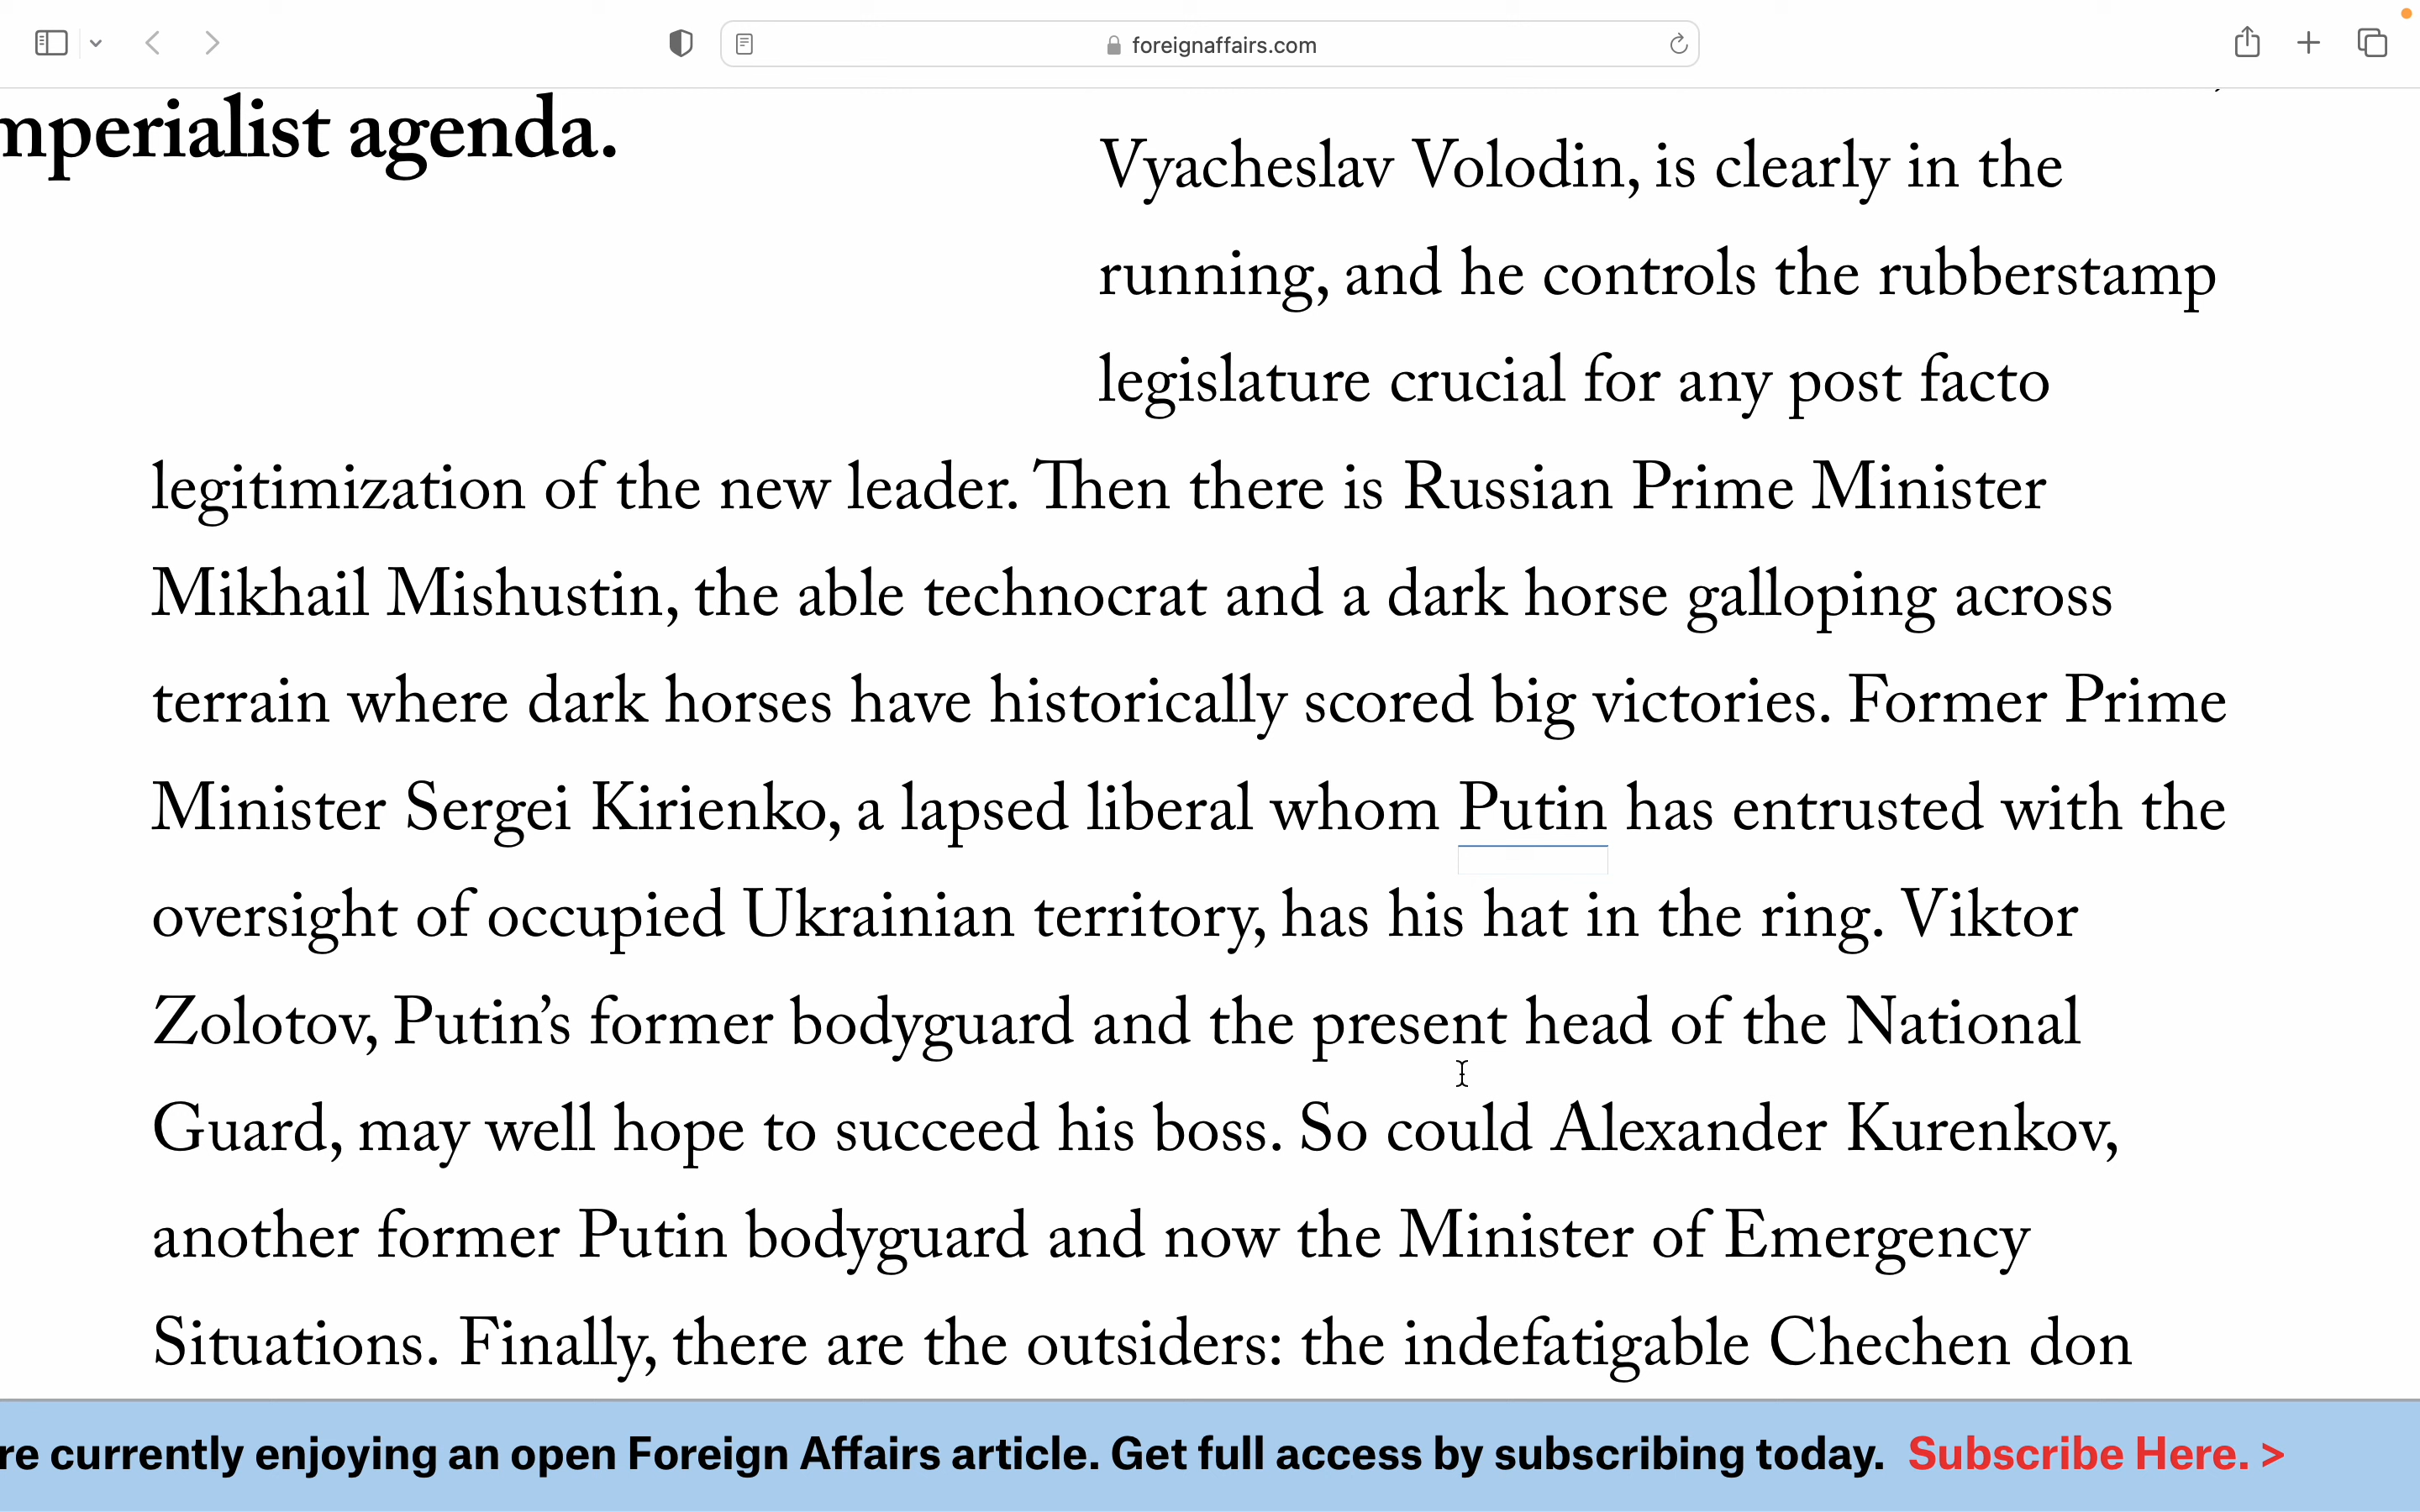 foreignaffairs.com
mperialist agenda.
Vyacheslav Volodin, is clearly in the
running, and he controls the rubberstamp
legislature crucial for any post facto
legitimization of the new leader. Then there is Russian Prime Minister
Mikhail Mishustin, the able technocrat and a dark horse galloping across
terrain where dark horses have historically scored big victories. Former Prime
Minister Sergei Kirienko, a lapsed liberal whom Putin has entrusted with the
oversight of occupied Ukrainian territory, has his hat in the ring. Viktor
Zolotov, Putin’s former bodyguard and the present head of the National
Guard, may well hope to succeed his boss. So could Alexander Kurenkov,
another former Putin bodyguard and now the Minister of Emergency
Situations. Finally, there are the outsiders: the indefatigable Chechen don
re currently enjoying an open Foreign Affairs article. Get full access by subscribing today. Subscribe Here. >